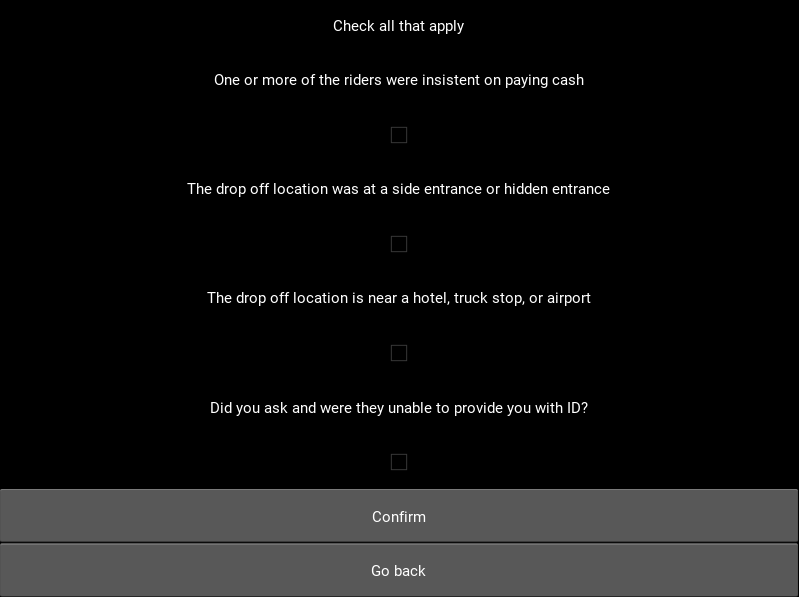 Check all that apply
One or more of the riders were insistent on paying cash
The drop off location was at a side entrance or hidden entrance
The drop off location is near a hotel, truck stop, or airport
Did you ask and were they unable to provide you with ID?
Confirm
Go back